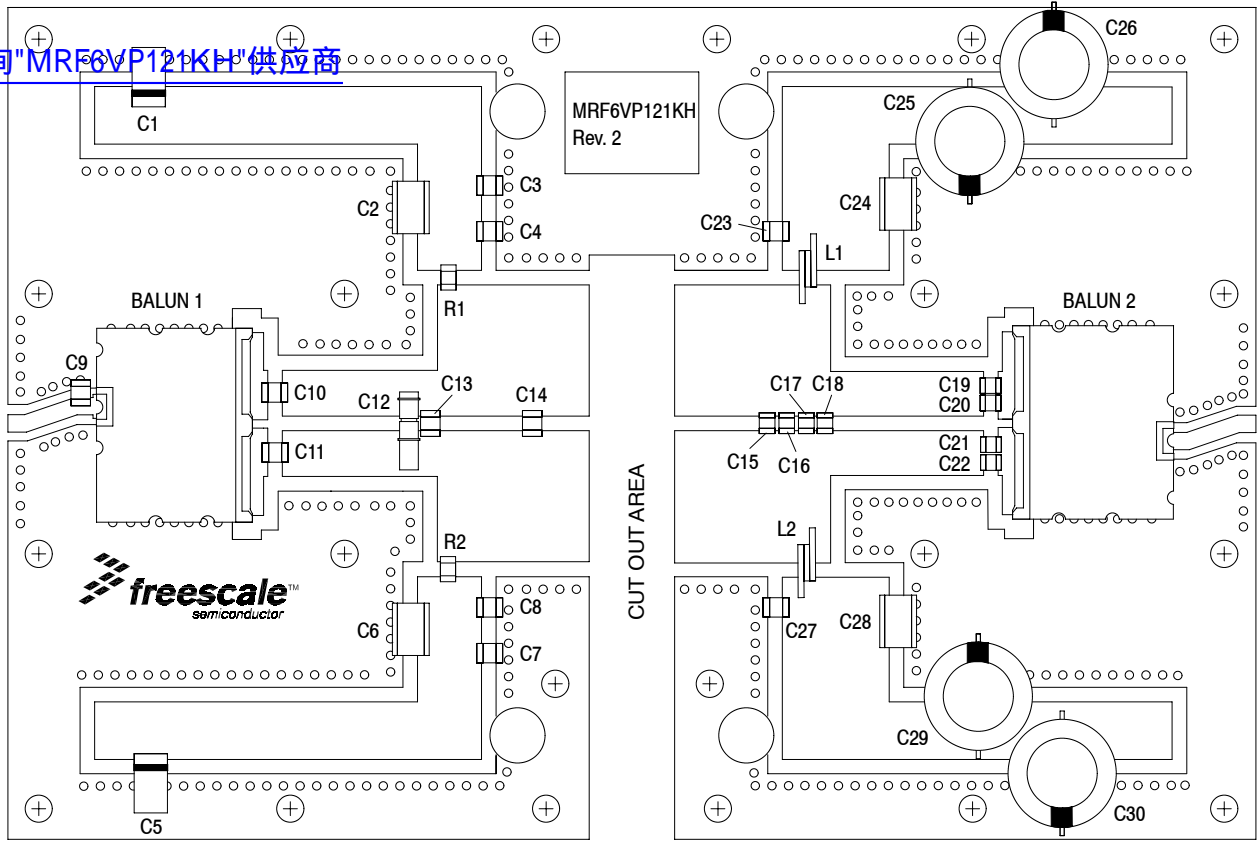 C26
询"MRF6VP121KH"供应商
C1
MRF6VP121KH
Rev. 2
C25
C3
C2
C4
C23
C24
L1
R1
BALUN 1
BALUN 2
C9
C10
C12
C13
C14
C17
C18
C19
C20
C11
C15
C16
C21
C22
CUT OUT AREA
R2
L2
freescale™
semiconductor
C8
C6
C7
C27
C28
C29
C5
C30